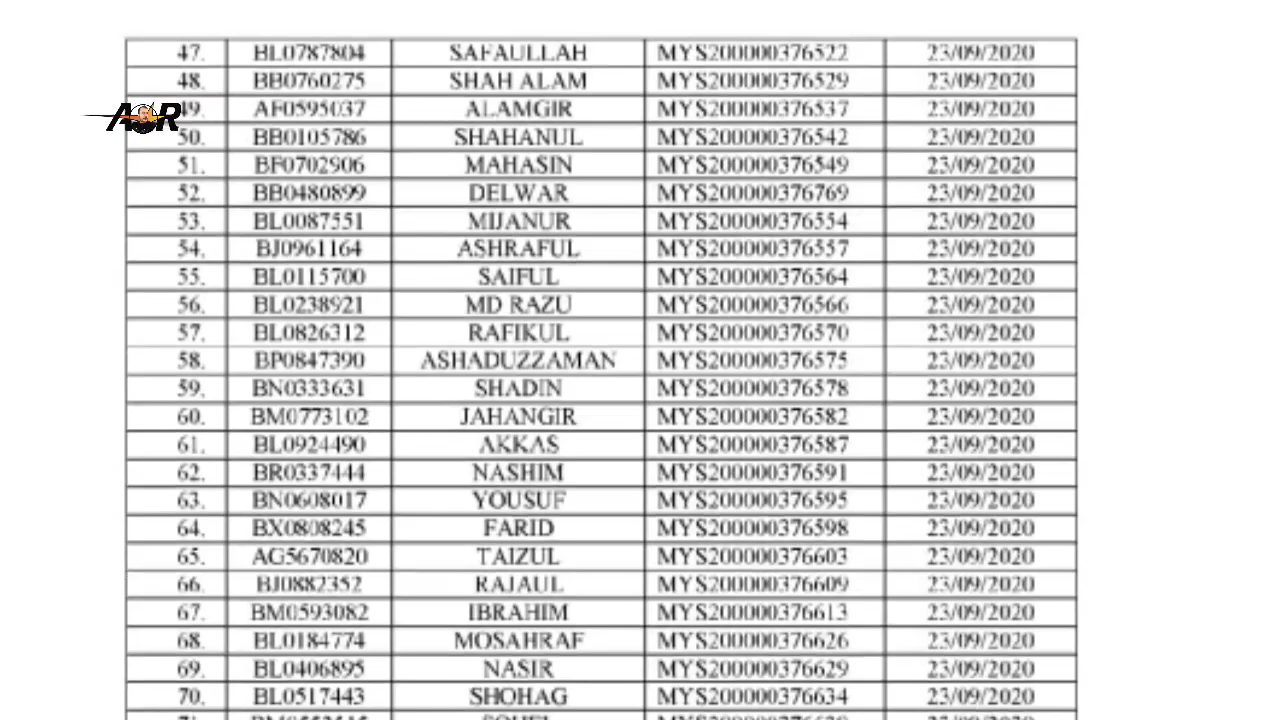 47. BL0787804 SAFAULLAH MYS200000376522 23/09/2020
48. BB0760275 SHAH ALAM MYS200000376529 23/09/2020
49. AF0595037 ALAMGIR MYS200000376537 23/09/2020
AOR
50. BB0105786 SHAHANUL MYS200000376542 23/09/2020
51. BF0702906 MAHASIN MYS200000376549 23/09/2020
52. BB0480899 DELWAR MYS200000376769 23/09/2020
53. BL0087551 MIJANUR MYS200000376554 23/09/2020
54. BJ0961164 ASHRAFUL MYS200000376557 23/09/2020
55. BL0115700 SAIFUL MYS200000376564 23/09/2020
56. BL0238921 MD RAZU MYS200000376566 23/09/2020
57. BL0826312 RAFIKUL MYS200000376570 23/09/2020
58. BP0847390 ASHADUZZAMAN MYS200000376575 23/09/2020
59. BN0333631 SHADIN MYS200000376578 23/09/2020
60. BM0773102 JAHANGIR MYS200000376582 23/09/2020
61. BL0924490 AKKAS MYS200000376587 23/09/2020
62. BR0337444 NASHIM MYS200000376591 23/09/2020
63. BN0608017 YOUSUF MYS200000376595 23/09/2020
64. BX0808245 FARID MYS200000376598 23/09/2020
65. AG5670820 TAIZUL MYS200000376603 23/09/2020
66. BJ0882352 RAJAUL MYS200000376609 23/09/2020
67. BM0593082 IBRAHIM MYS200000376613 23/09/2020
68. BL0184774 MOSAHRAF MYS200000376626 23/09/2020
69. BL0406895 NASIR MYS200000376629 23/09/2020
70. BL0517443 SHOHAG MYS200000376634 23/09/2020